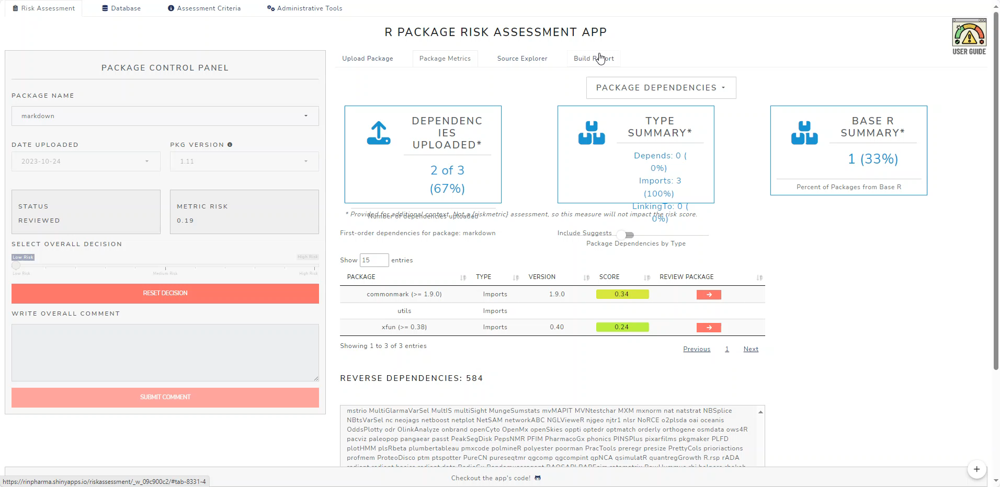 Risk Assessment
Database
Assessment Criteria
Administrative Tools
R PACKAGE RISK ASSESSMENT APP
USER GUIDE
PACKAGE CONTROL PANEL
PACKAGE NAME
markdown
DATE UPLOADED
PKG VERSION
2023-10-24
1.11
STATUS
REVIEWED
METRIC RISK
0.19
SELECT OVERALL DECISION
Low Risk
High Risk
Low Risk
Medium Risk
High Risk
RESET DECISION
WRITE OVERALL COMMENT
SUBMIT COMMENT
Upload Package
Package Metrics
Source Explorer
Build Report
PACKAGE DEPENDENCIES
DEPENDENC
IES
UPLOADED*
2 of 3
(67%)
Number of dependencies uploaded
TYPE
SUMMARY*
Depends: 0 (
0%)
Imports: 3
(100%)
LinkingTo: 0 (
0%)
Package Dependencies by Type
BASE R
SUMMARY*
1 (33%)
Percent of Packages from Base R
* Provided for additional context. Not a {riskmetric} assessment, so this measure will not impact the risk score.
First-order dependencies for package: markdown
Include Suggests
Show 15 entries
PACKAGE TYPE VERSION SCORE REVIEW PACKAGE
commonmark (>= 1.9.0) Imports 1.9.0 0.34
utils Imports
xfun (>= 0.38) Imports 0.40 0.24
Showing 1 to 3 of 3 entries
Previous 1 Next
REVERSE DEPENDENCIES: 584
mstrio MultiGlarmaVarSel MultIS multiSight MungeSumstats mvMAPIT MVNtestchar MXM mxnorm nat natstrat NBSplice
NBtsVarSel nc neojags netboost netplot NetSAM networkABC NGLVieweR njgeo njtr1 nlsr NoRCE o2plsda oai oceanis
OddsPlotty odr OlinkAnalyze onbrand openCyto OpenMx openSkies oppti optedr optmatch orderly orthogene osmdata ows4R
pacviz paleopop pangaear passt PeakSegDisk PepsNMR PFIM PharmacoGx phonics PINSPlus pixarfilms pkgmaker PLFD
plotHMM plsRbeta plumbertableau pmxcode polmineR polyester poorman PracTools preregr presize PrettyCols prioriactions
profmem ProteoDisco ptm ptspotter PureCN pureseqtmr qgcomp qgcompint qpNCA qsimulatR quantregGrowth R.rsp rADA
Checkout the app's code!
https://rinpharma.shinyapps.io/riskassessment/_w_09c900c2/#tab-8331-4